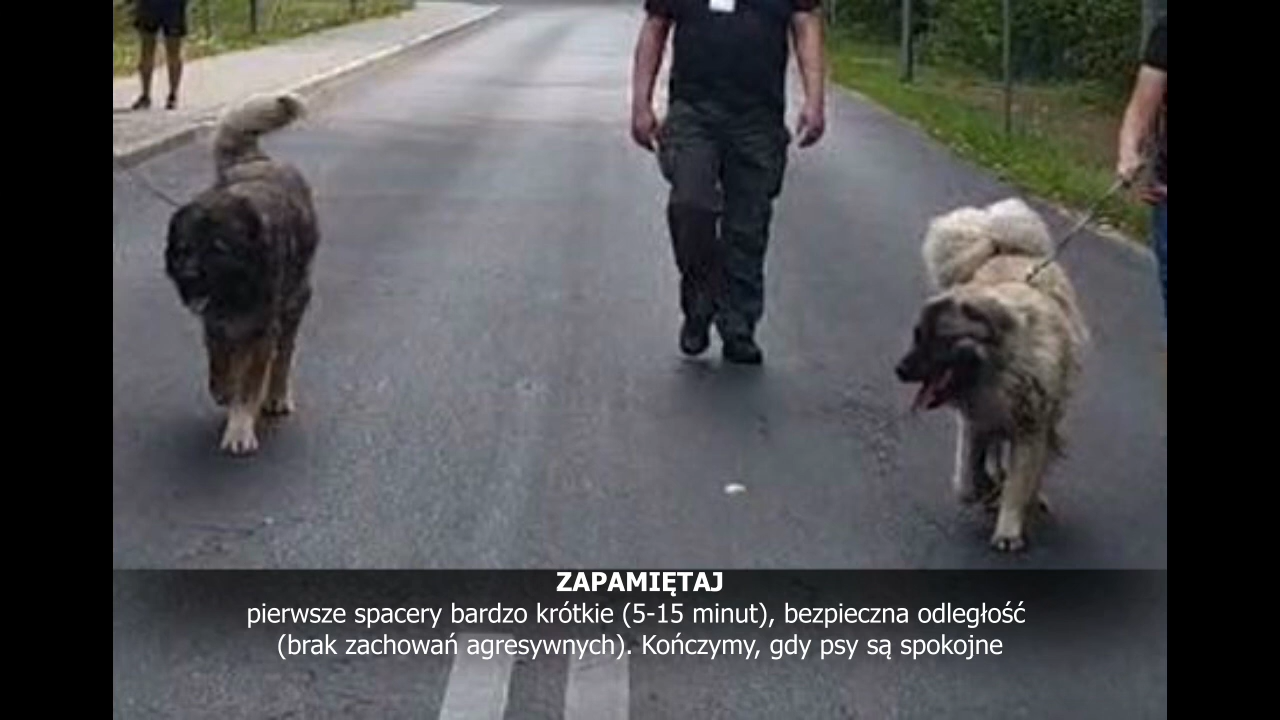 ZAPAMIĘTAJ
pierwsze spacery bardzo krótkie (5-15 minut), bezpieczna odległość
(brak zachowań agresywnych). Kończymy, gdy psy są spokojne